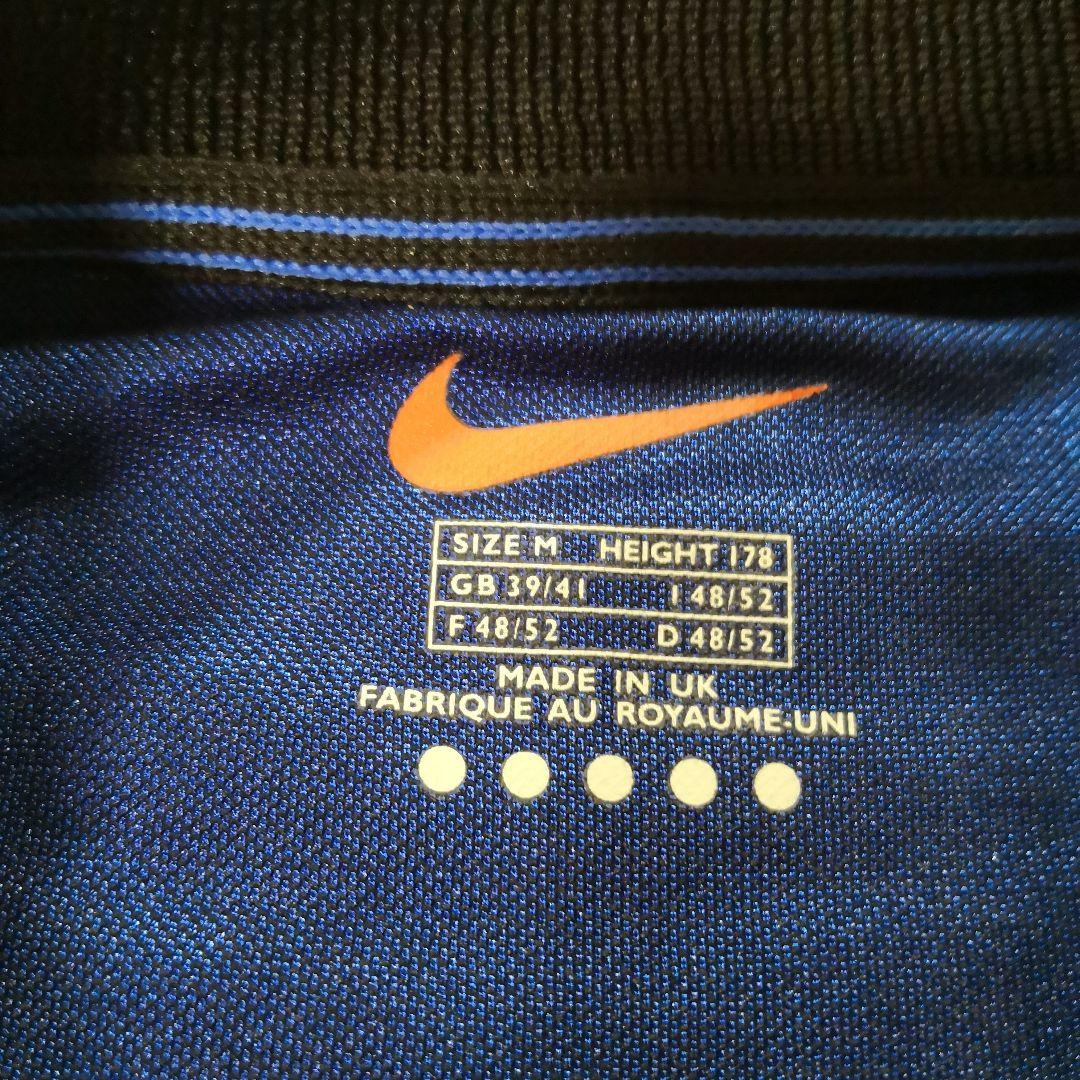 SIZE M HEIGHT 178
GB 39/41 I 48/52
F 48/52 D 48/52
MADE IN UK
FABRIQUE AU ROYAUME-UNI